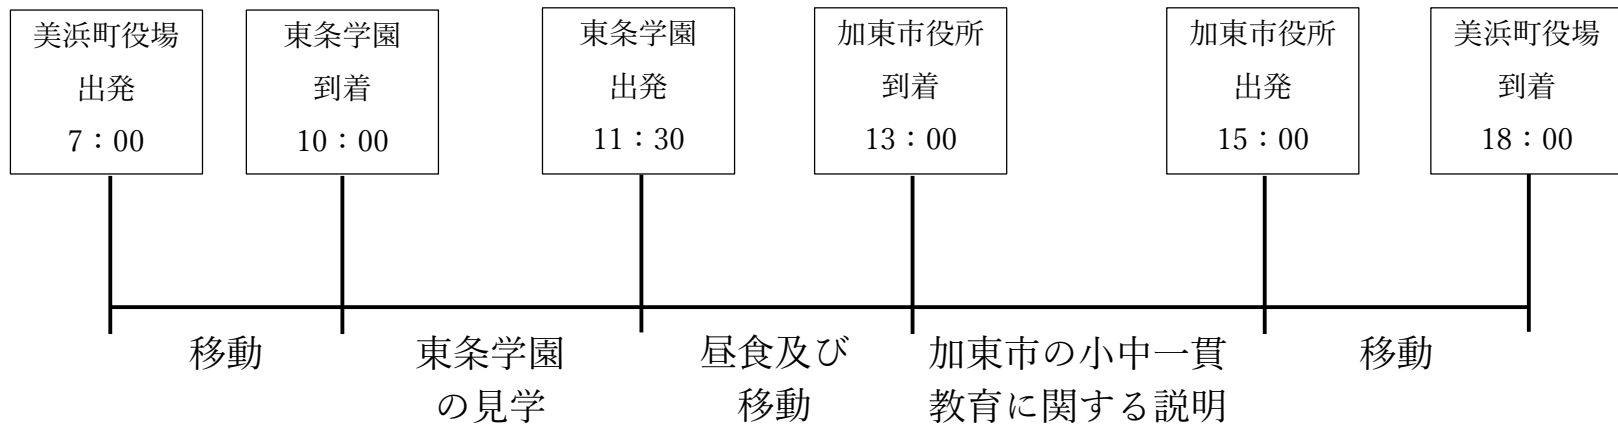 美浜町役場
出発
7：00
東条学園
到着
10：00
東条学園
出発
11：30
加東市役所
到着
13：00
加東市役所
出発
15：00
美浜町役場
到着
18：00
移動
東条学園
の見学
昼食及び
移動
加東市の小中一貫
教育に関する説明
移動